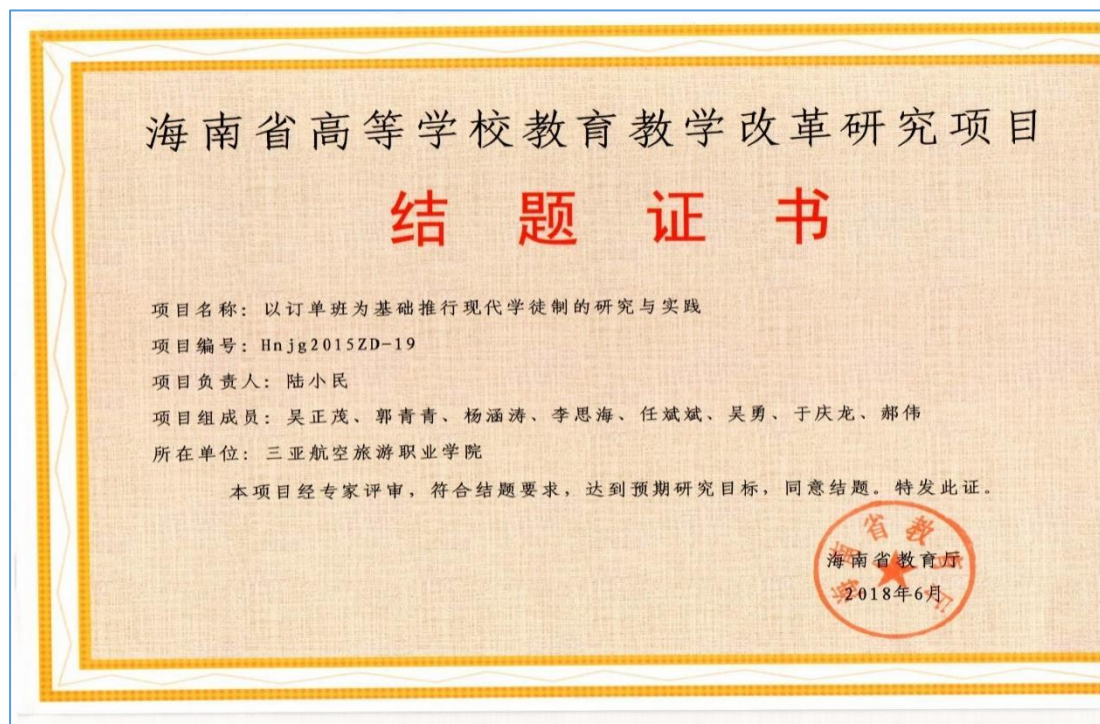 海南省高等学校教育教学改革研究项目
结题证书
项目名称：以订单班为基础推行现代学徒制的研究与实践
项目编号：Hnjg2015ZD-19
项目负责人：陆小民
项目组成员：吴正茂、郭青青、杨涵涛、李思海、任斌斌、吴勇、于庆龙、郝伟
所在单位：三亚航空旅游职业学院
本项目经专家评审，符合结题要求，达到预期研究目标，同意结题。特发此证。
海南省教育厅
海南省教育厅
2018年6月